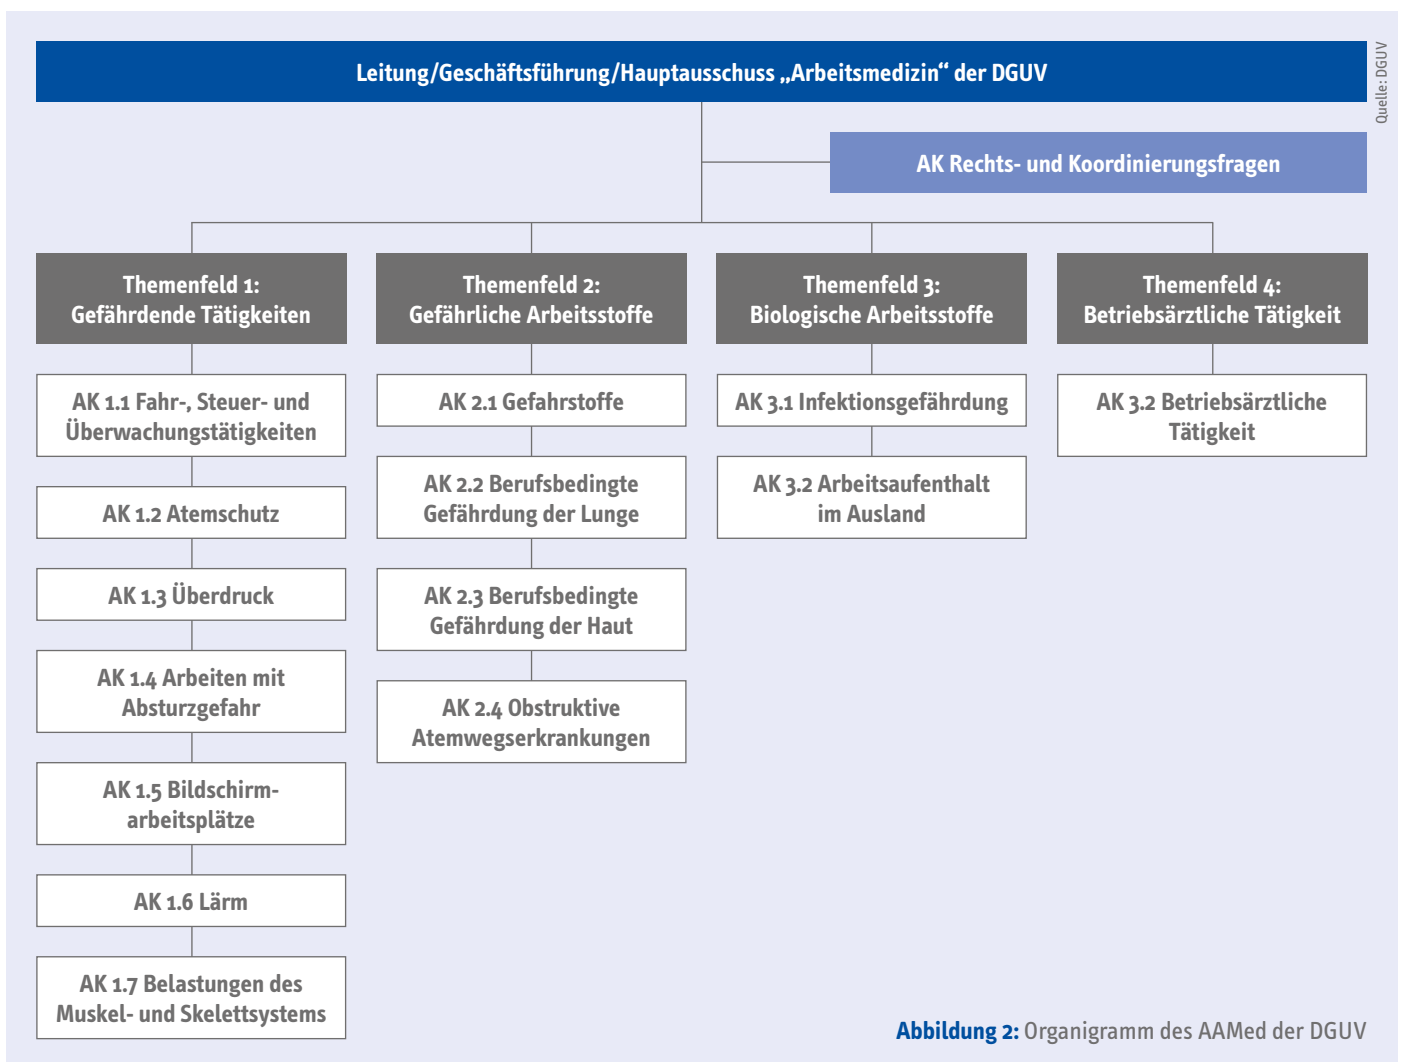 Leitung/Geschäftsführung/Hauptausschuss „Arbeitsmedizin“ der DGUV
Quelle: DGUV
AK Rechts- und Koordinierungsfragen
Themenfeld 1:
Gefährdende Tätigkeiten
AK 1.1 Fahr-, Steuer- und
Überwachungstätigkeiten
AK 1.2 Atemschutz
AK 1.3 Überdruck
AK 1.4 Arbeiten mit
Absturzgefahr
AK 1.5 Bildschirm-
arbeitsplätze
AK 1.6 Lärm
AK 1.7 Belastungen des
Muskel- und Skelettsystems
Themenfeld 2:
Gefährliche Arbeitsstoffe
AK 2.1 Gefahrstoffe
AK 2.2 Berufsbedingte
Gefährdung der Lunge
AK 2.3 Berufsbedingte
Gefährdung der Haut
AK 2.4 Obstruktive
Atemwegserkrankungen
Themenfeld 3:
Biologische Arbeitsstoffe
AK 3.1 Infektionsgefährdung
AK 3.2 Arbeitsaufenthalt
im Ausland
Themenfeld 4:
Betriebsärztliche Tätigkeit
AK 3.2 Betriebsärztliche
Tätigkeit
Abbildung 2: Organigramm des AAMed der DGUV